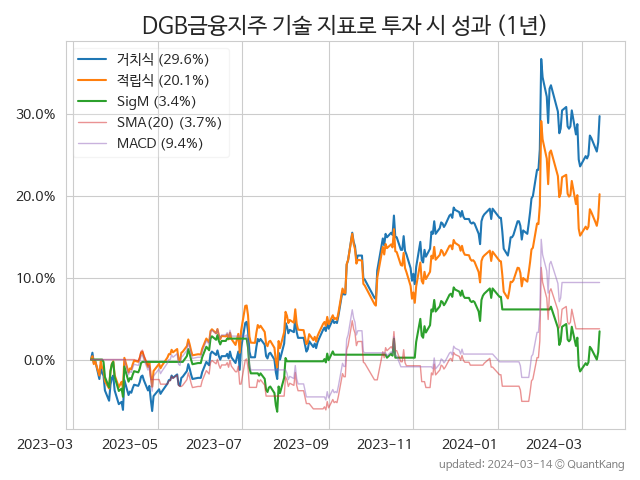 DGB금융지주 기술 지표로 투자 시 성과 (1년)
거치식 (29.6%)
적립식 (20.1%)
SigM (3.4%)
SMA(20) (3.7%)
MACD (9.4%)
30.0%
20.0%
10.0%
0.0%
2023-03 2023-05 2023-07 2023-09 2023-11 2024-01 2024-03
updated: 2024-03-14 © QuantKang